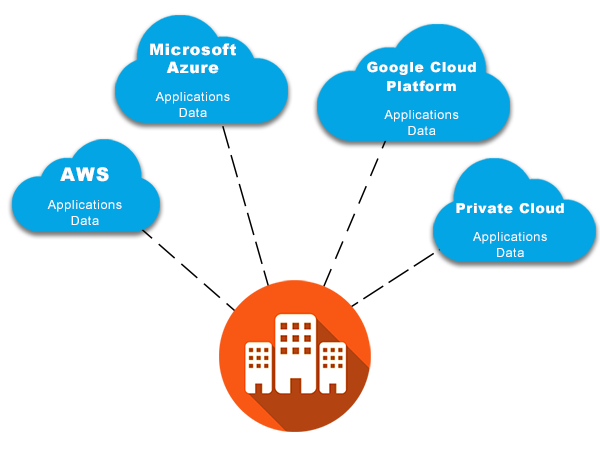 Microsoft
Azure
Applications
Data
Google Cloud
Platform
Applications
Data
AWS
Applications
Data
Private Cloud
Applications
Data